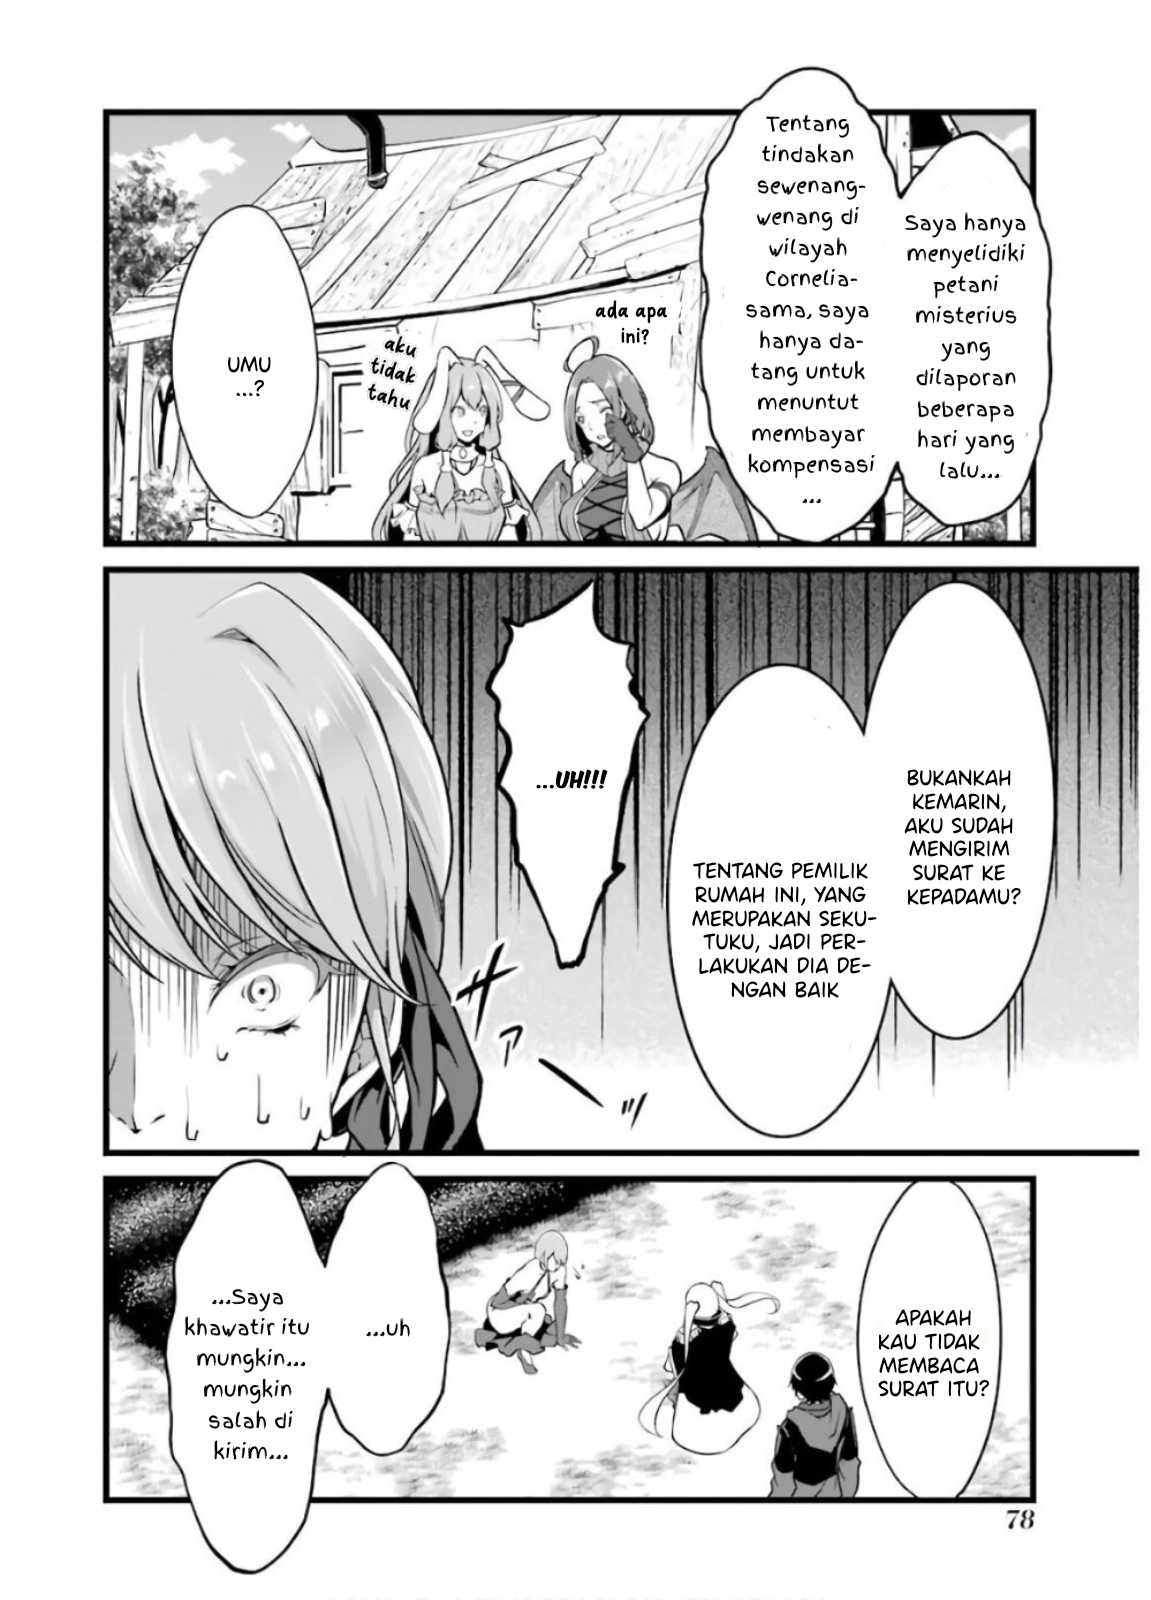 Saya hanya
menyelidiki
petani
misterius
yang
dilaporan
beberapa
hari yang
lalu...
Tentang
tindakan
sewenang-
wenang di
wilayah
Cornelia-
sama, saya
hanya da-
tang untuk
menuntut
membayar
kompensasi
...
ada apa
ini?
aku
tidak
tahu
UMU
...?
BUKANKAH
KEMARIN,
AKU SUDAH
MENGIRIM
SURAT KE
KEPADAMU?
TENTANG PEMILIK
RUMAH INI, YANG
MERUPAKAN SEKU-
TUKU, JADI PER-
LAKUKAN DIA DE-
NGAN BAIK
...UH!!!
サァッ
APAKAH
KAU TIDAK
MEMBACA
SURAT ITU?
...uh
...Saya
khawatir itu
mungkin...
mungkin
salah di
kirim...
78